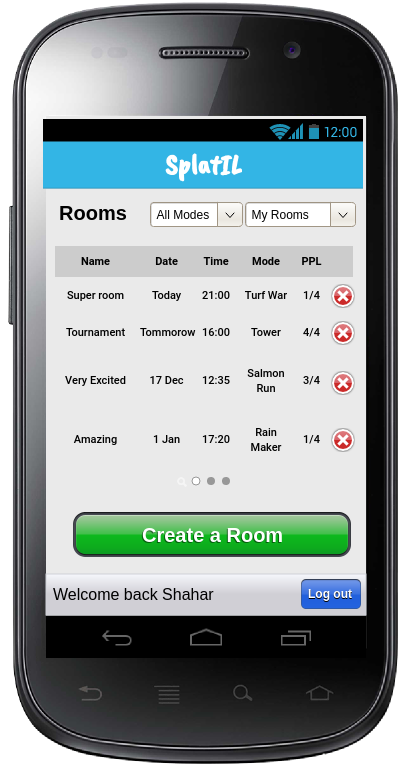 12:00
SplatIL
Rooms All Modes My Rooms
Name Date Time Mode PPL
Super room Today 21:00 Turf War 1/4
Tournament Tommorow 16:00 Tower 4/4
Very Excited 17 Dec 12:35 Salmon Run 3/4
Amazing 1 Jan 17:20 Rain Maker 1/4
Create a Room
Welcome back Shahar Log out